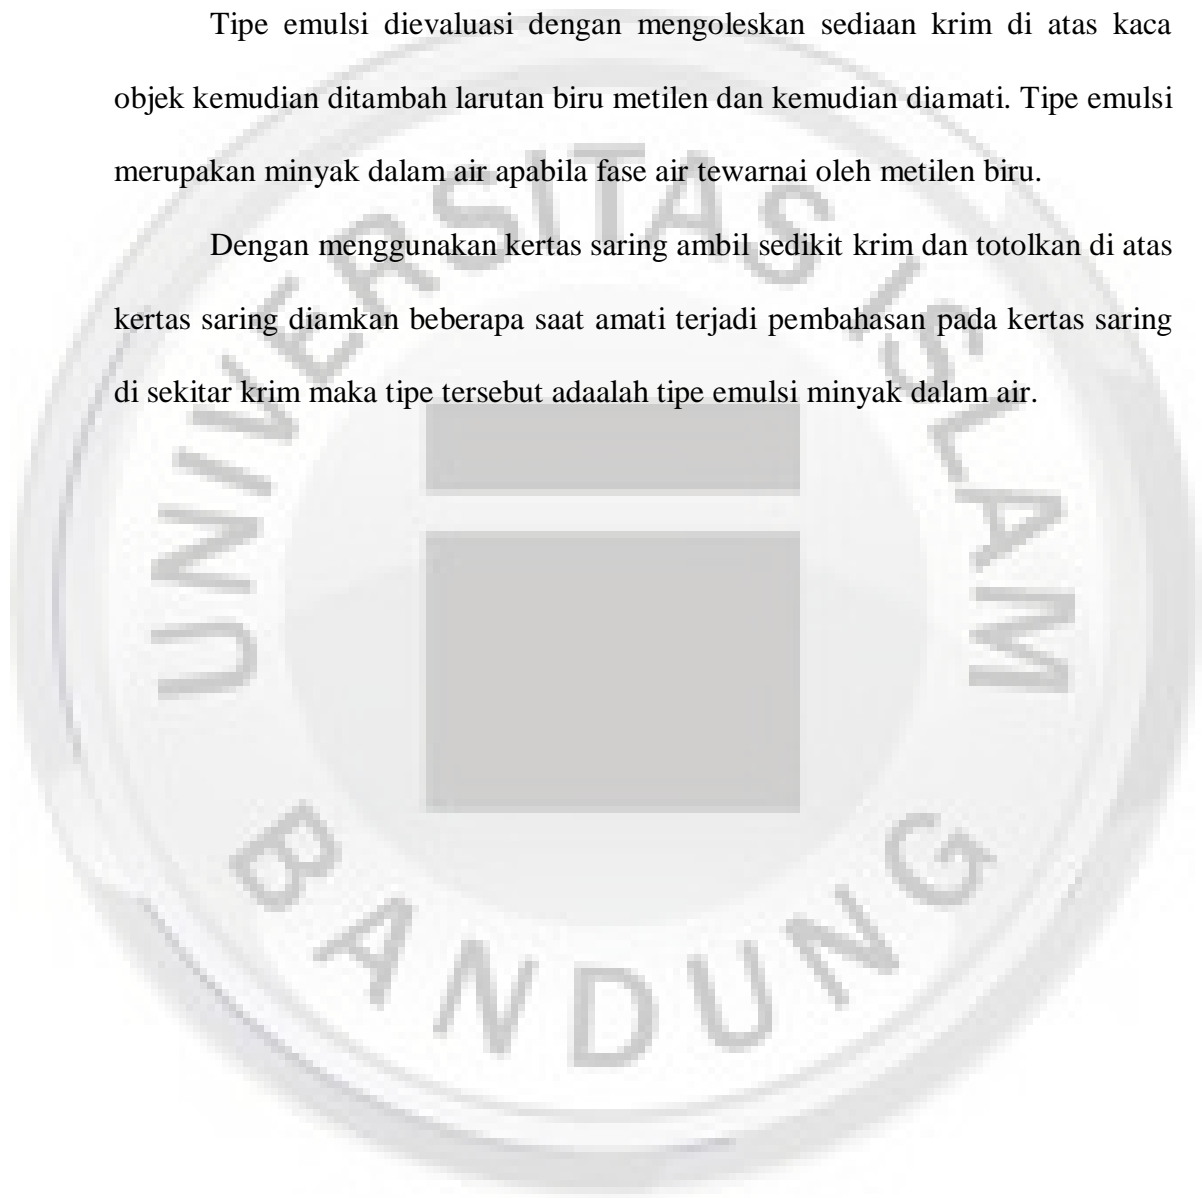 Tipe emulsi dievaluasi dengan mengoleskan sediaan krim di atas kaca
objek kemudian ditambah larutan biru metilen dan kemudian diamati. Tipe emulsi
merupakan minyak dalam air apabila fase air tewarnai oleh metilen biru.
Dengan menggunakan kertas saring ambil sedikit krim dan totolkan di atas
kertas saring diamkan beberapa saat amati terjadi pembahasan pada kertas saring
di sekitar krim maka tipe tersebut adaalah tipe emulsi minyak dalam air.
UNIVERSITAS ISLAM
BANDUNG